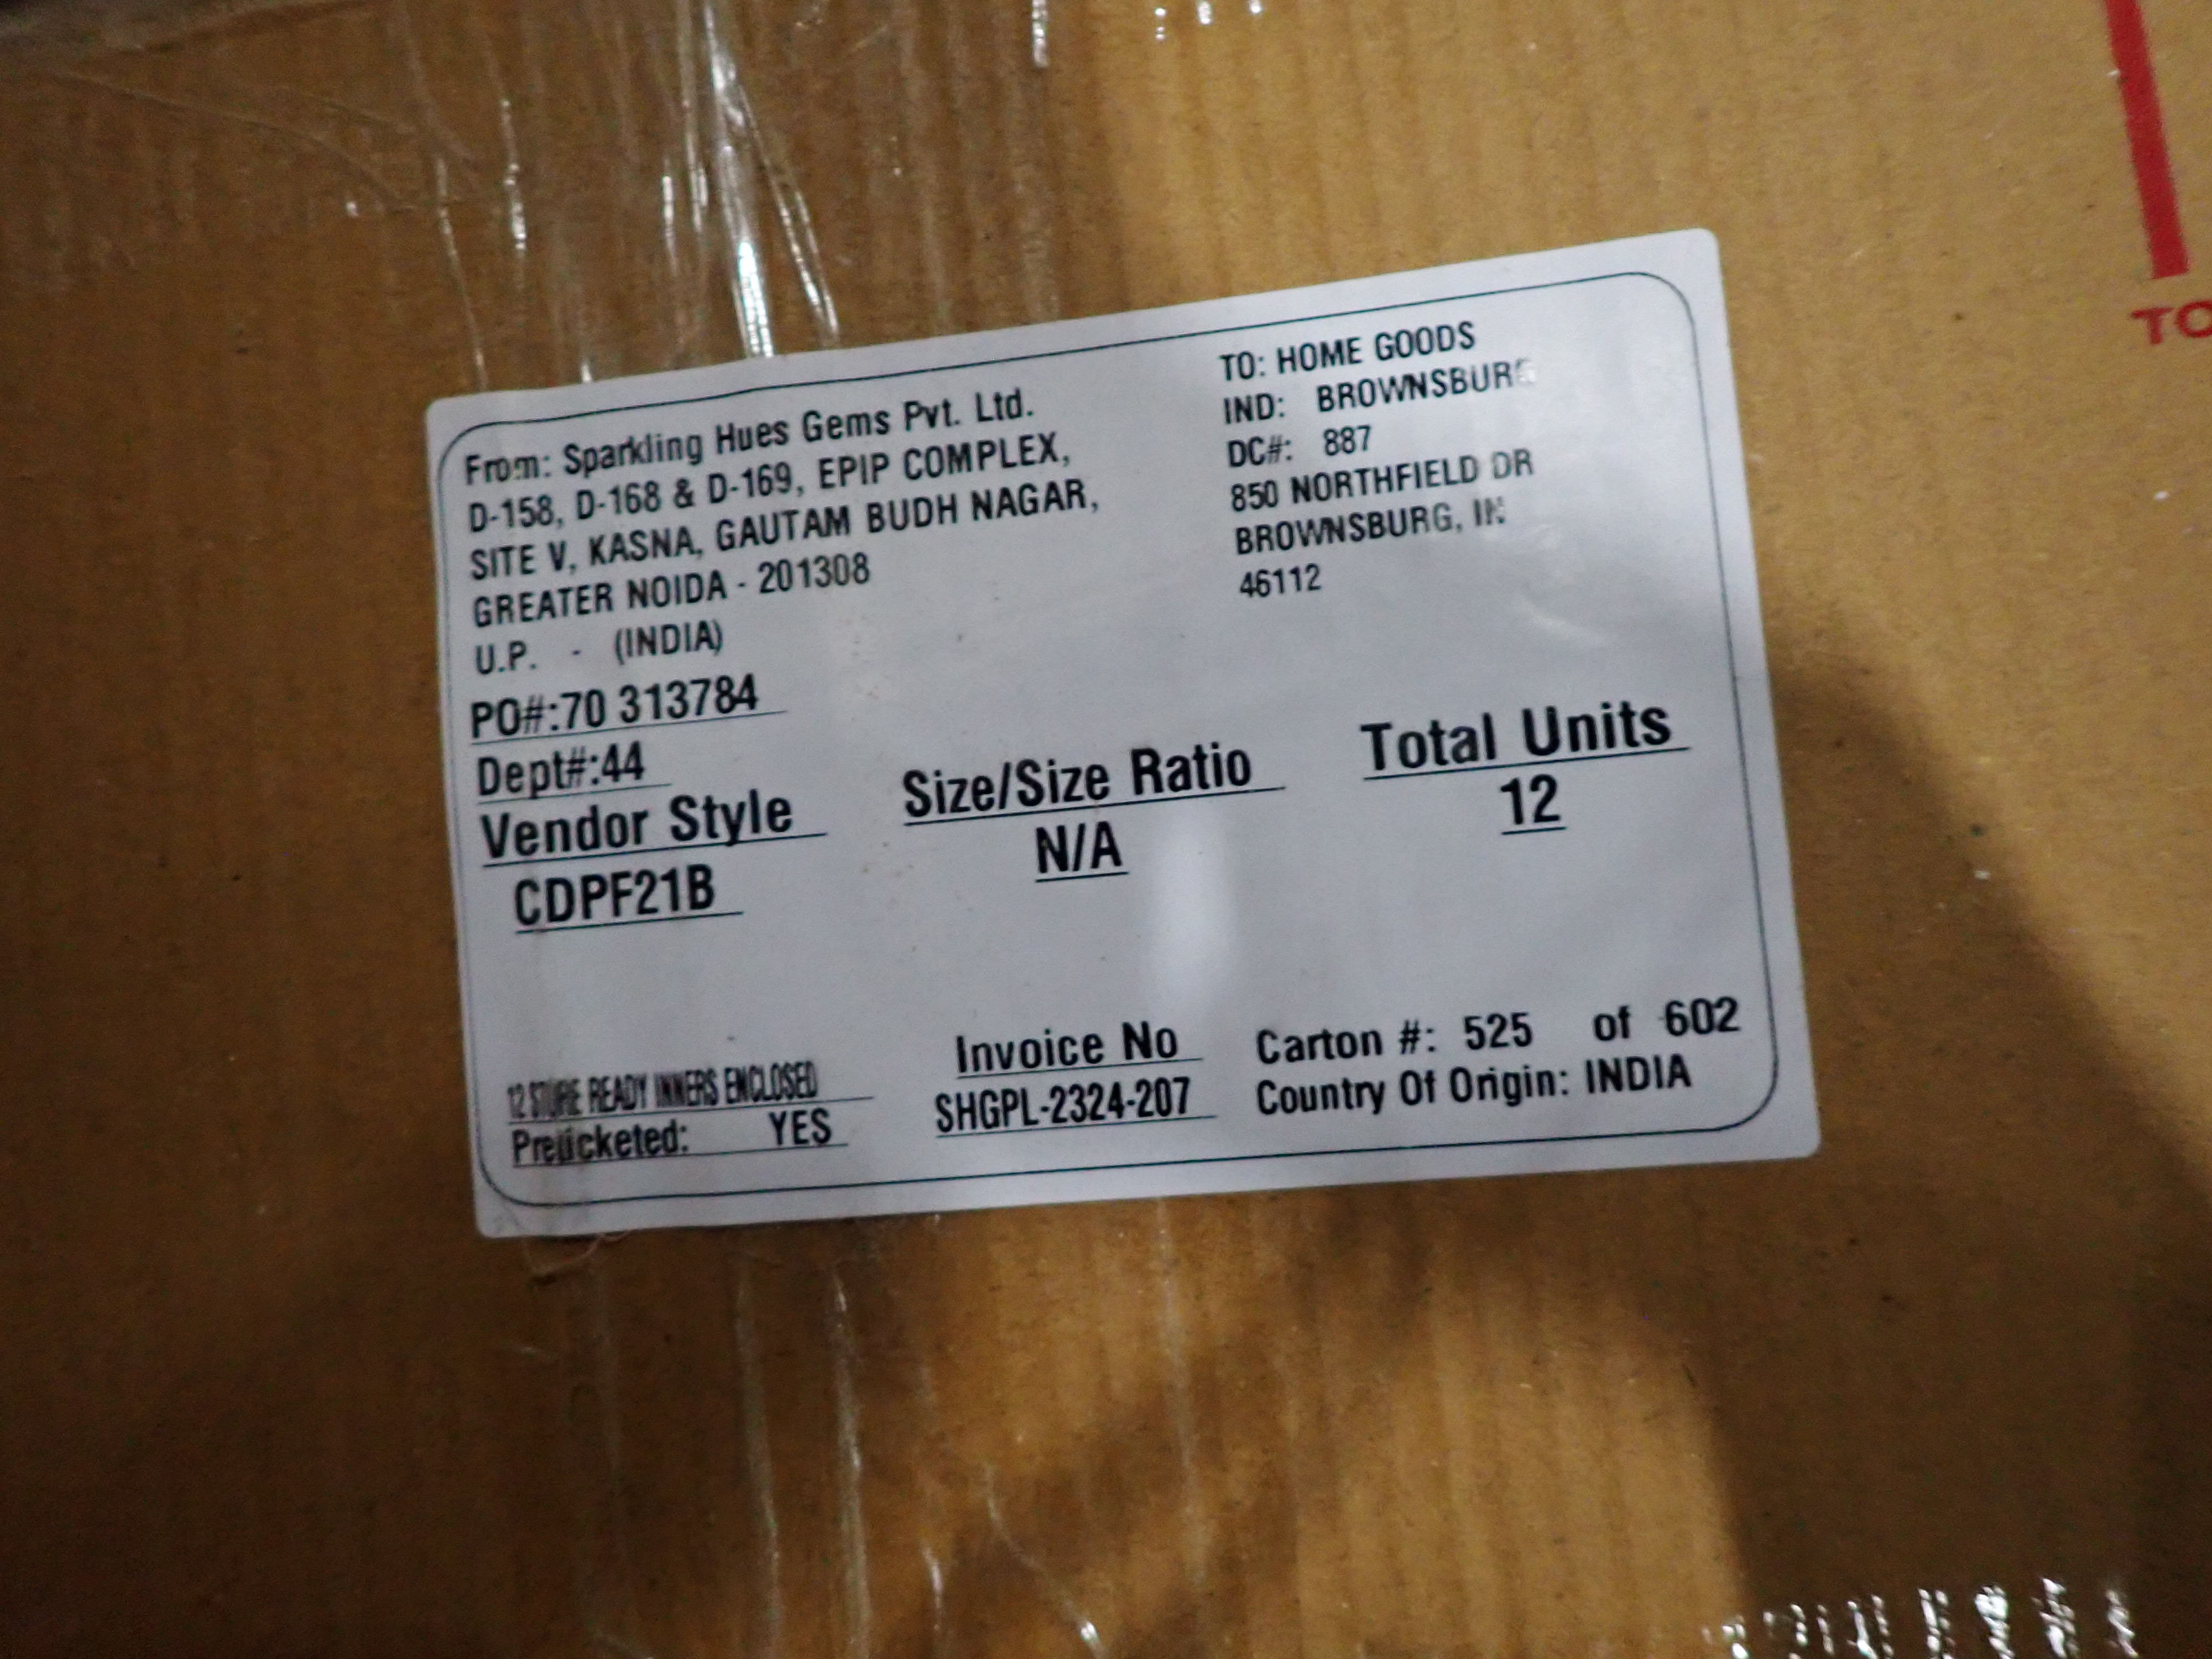 TO
From: Sparkling Hues Gems Pvt. Ltd.
D-158, D-168 & D-169, EPIP COMPLEX,
SITE V, KASNA, GAUTAM BUDH NAGAR,
GREATER NOIDA - 201308
U.P. - (INDIA)
TO: HOME GOODS
IND: BROWNSBURG
DC#: 887
850 NORTHFIELD DR
BROWNSBURG, IN
46112
PO#:70 313784
Dept#:44
Vendor Style
CDPF21B
Size/Size Ratio
N/A
Total Units
12
12 STORE READY INNERS ENCLOSED
Preticketed: YES
Invoice No
SHGPL-2324-207
Carton #: 525 of 602
Country Of Origin: INDIA